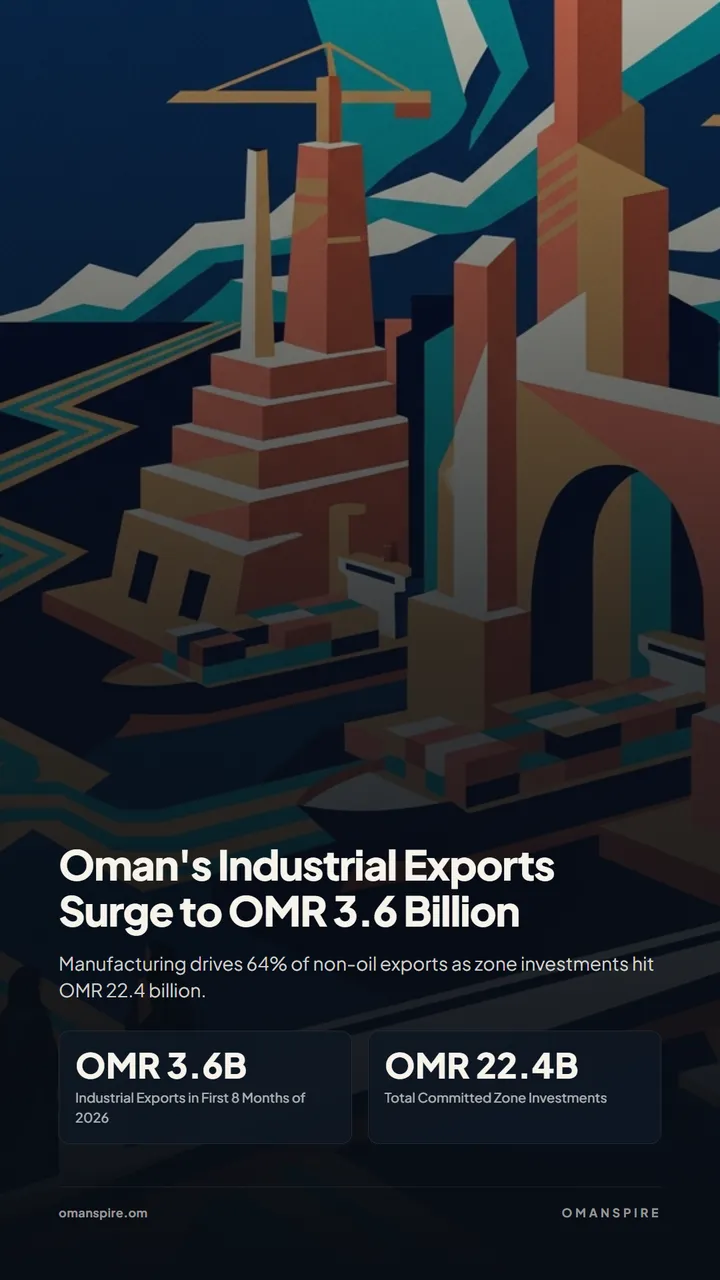 Oman's Industrial Exports
Surge to OMR 3.6 Billion
Manufacturing drives 64% of non-oil exports as zone investments hit
OMR 22.4 billion.
OMR 3.6B
Industrial Exports in First 8 Months of
2026
OMR 22.4B
Total Committed Zone Investments
omanspire.om
OMANSPIRE